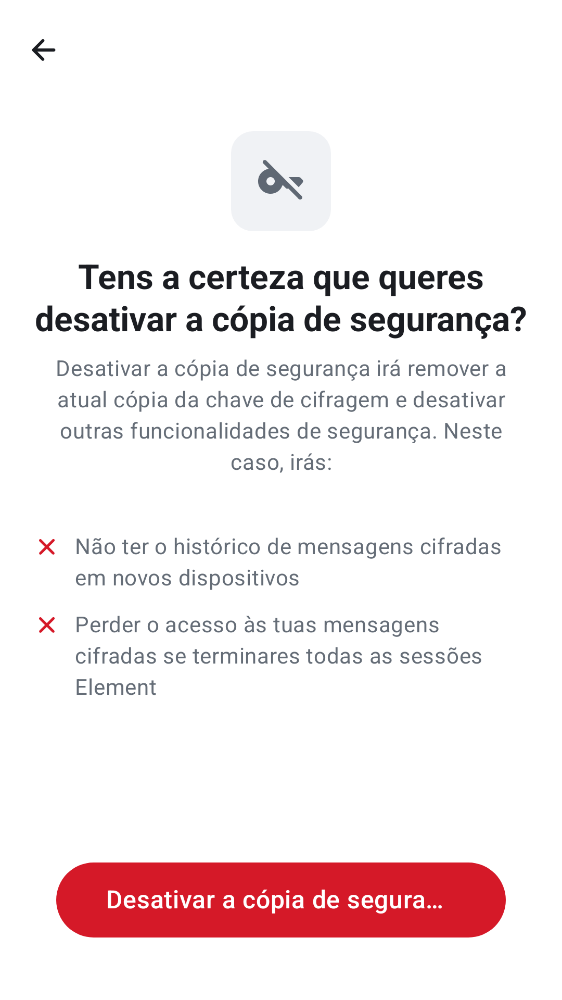 Tens a certeza que queres
desativar a cópia de segurança?
Desativar a cópia de segurança irá remover a
atual cópia da chave de cifragem e desativar
outras funcionalidades de segurança. Neste
caso, irás:
Não ter o histórico de mensagens cifradas
em novos dispositivos
Perder o acesso às tuas mensagens
cifradas se terminares todas as sessões
Element
Desativar a cópia de segura…